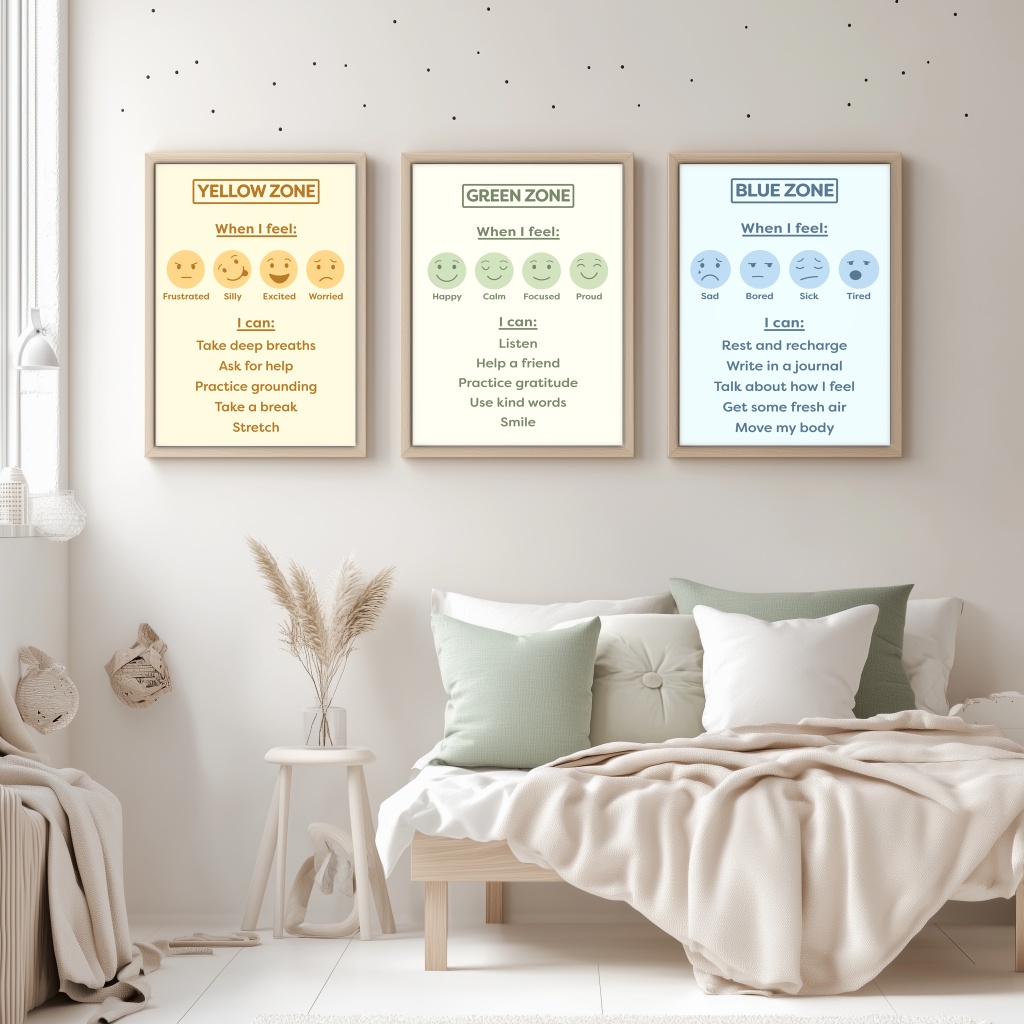 YELLOW ZONE
When I feel:
Frustrated Silly Excited Worried
I can:
Take deep breaths
Ask for help
Practice grounding
Take a break
Stretch
GREEN ZONE
When I feel:
Happy Calm Focused Proud
I can:
Listen
Help a friend
Practice gratitude
Use kind words
Smile
BLUE ZONE
When I feel:
Sad Bored Sick Tired
I can:
Rest and recharge
Write in a journal
Talk about how I feel
Get some fresh air
Move my body